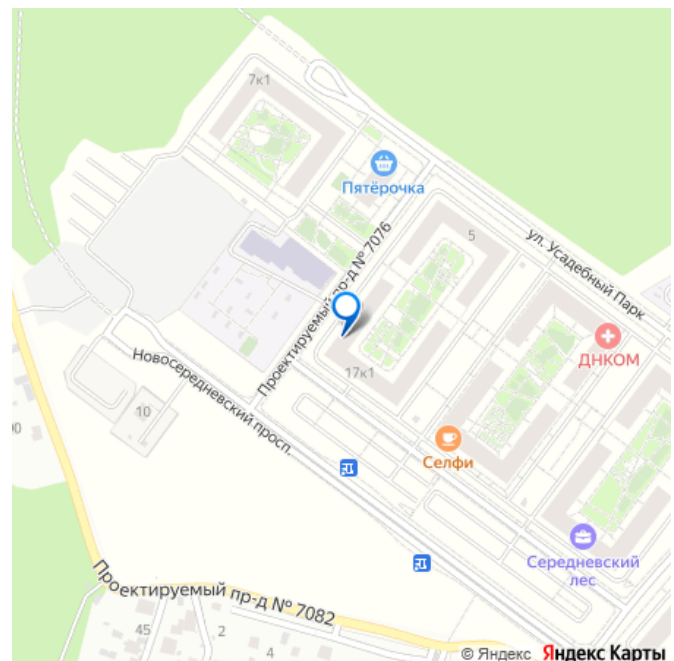 7к1
Пятёрочка
5
ул. Усадебный Парк
Проектируемый пр-д № 7076
ДНКОМ
17к1
Новосередневский просп.
10
00
Селфи
Середневский
лес
Проектируемый пр-д № 7082
45
2
4
© Яндекс Яндекс Карты